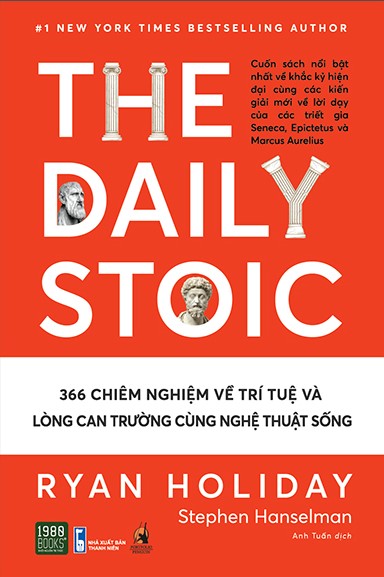 #1 NEW YORK TIMES BESTSELLING AUTHOR
THE
Cuốn sách nổi bật
nhất về khắc kỷ hiện
đại cùng các kiến
giải mới về lời dạy
của các triết gia
Seneca, Epictetus và
Marcus Aurelius
DAILY
STOIC
366 CHIÊM NGHIỆM VỀ TRÍ TUỆ VÀ
LÒNG CAN TRƯỜNG CÙNG NGHỆ THUẬT SỐNG
RYAN HOLIDAY
Stephen Hanselman
Anh Tuấn dịch
1980
BOOKS
NHÀ XUẤT BẢN
THANH NIÊN